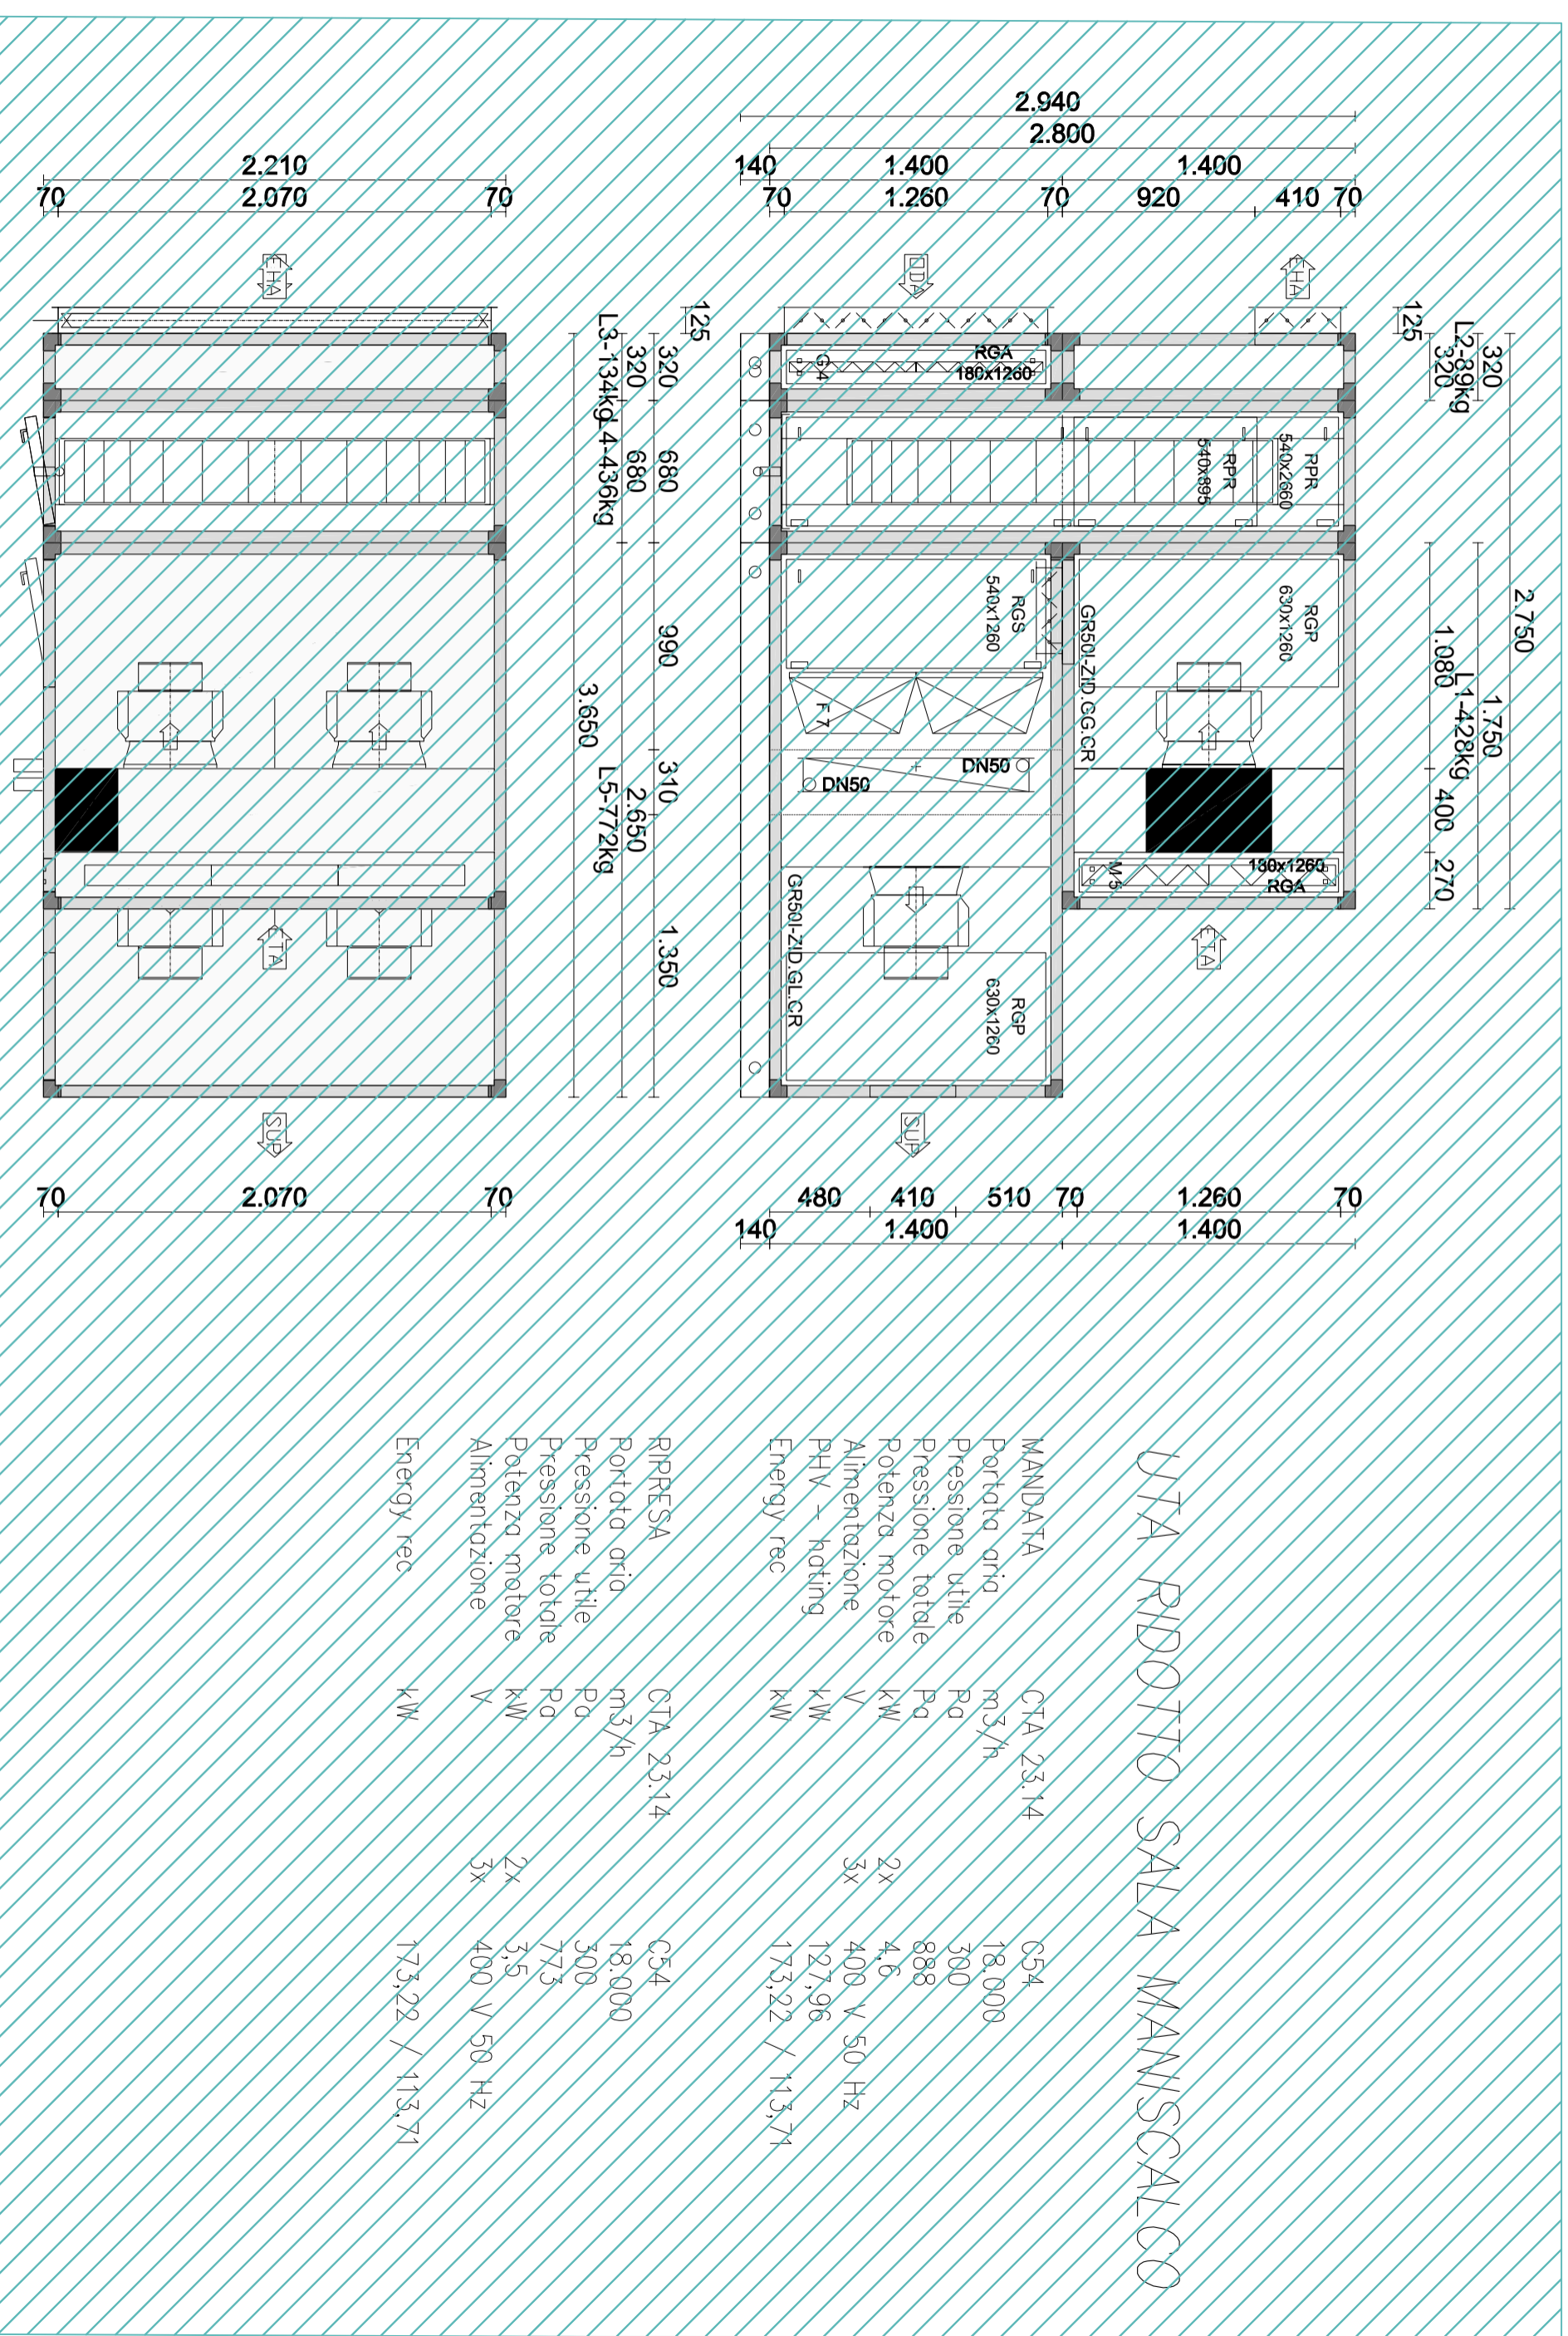 UTA RIDOTTO SALA MANISCALCO
MANDATA CTA 23.14 C54
Portata aria m3/h 18.000
Pressione utile Pa 300
Pressione totale Pa 888
Potenza motore kW 2x 4,6
Alimentazione V 3x 400 V 50 Hz
PHV - hating kW 127,96
Energy rec kW 173,22 / 113,71
RIPRESA CTA 23.14 C54
Portata aria m3/h 18.000
Pressione utile Pa 300
Pressione totale Pa 773
Potenza motore kW 2x 3,5
Alimentazione V 3x 400 V 50 Hz
Energy rec kW 173,22 / 113,71
2.940
2.800
140 1.400 1.400
70 1.260 70 920 410 70
ODA
EHA
125
125
320
L2-89kg
320
2.750
1.750
L1-428kg
1.080 400 270
RGA
180x1260
G 4
RPR
540x2660
RPR
540x895
RGP
630x1260
GR50I-ZID.GG.CR
M 5
180x1260
RGA
ETA
RGS
540x1260
F 7
DN50
DN50
GR50I-ZID.GL.CR
RGP
630x1260
SUP
480 410 510 70 1.260 70
140 1.400 1.400
320 680 990 310 1.350
320 680 2.650
L3-134kg L4-436kg L5-772kg
3.650
2.210
70 2.070 70
EHA
ETA
SUP
70 2.070 70